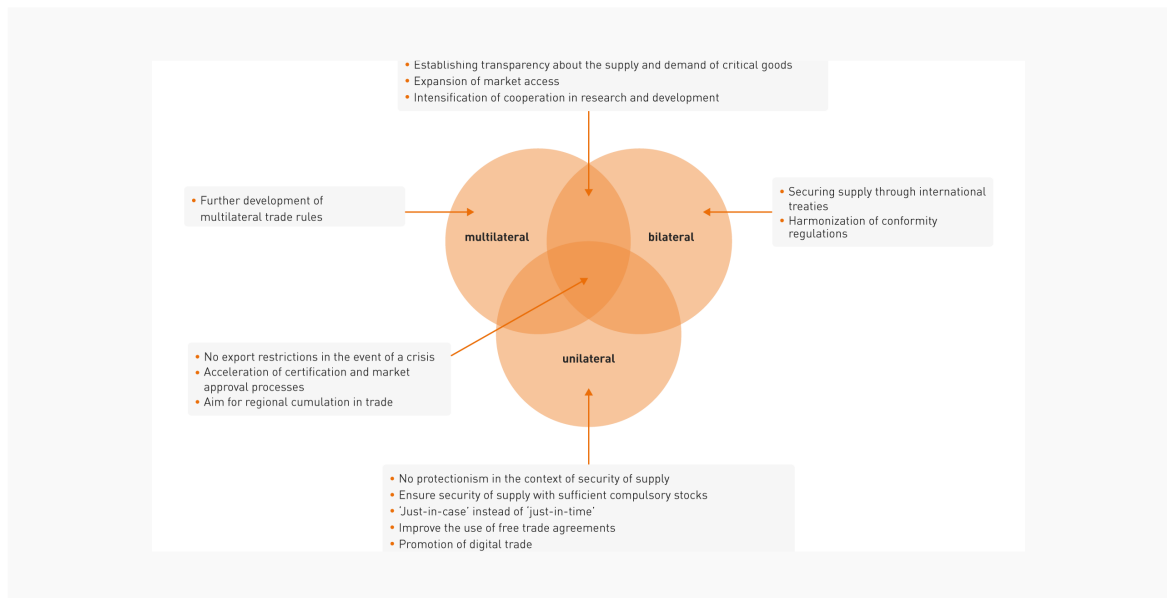 • Establishing transparency about the supply and demand of critical goods
• Expansion of market access
• Intensification of cooperation in research and development
• Further development of
multilateral trade rules
• Securing supply through international
treaties
• Harmonization of conformity
regulations
multilateral
bilateral
• No export restrictions in the event of a crisis
• Acceleration of certification and market
approval processes
• Aim for regional cumulation in trade
unilateral
• No protectionism in the context of security of supply
• Ensure security of supply with sufficient compulsory stocks
• ‘Just-in-case’ instead of ‘just-in-time’
• Improve the use of free trade agreements
• Promotion of digital trade